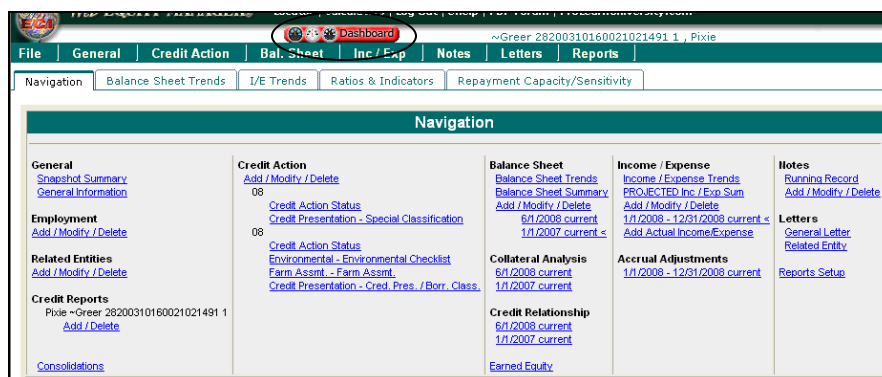 ECI WEB EQUITY MANAGER
Dashboard
~Greer 28200310160021021491 1 , Pixie
File General Credit Action Bal. Sheet Inc / Exp Notes Letters Reports
Navigation Balance Sheet Trends I/E Trends Ratios & Indicators Repayment Capacity/Sensitivity
Navigation
General
Snapshot Summary
General Information
Employment
Add / Modify / Delete
Related Entities
Add / Modify / Delete
Credit Reports
Pixie ~Greer 28200310160021021491 1
Add / Delete
Consolidations
Credit Action
Add / Modify / Delete
08
Credit Action Status
Credit Presentation - Special Classification
08
Credit Action Status
Environmental - Environmental Checklist
Farm Assmt. - Farm Assmt.
Credit Presentation - Cred. Pres. / Borr. Class.
Balance Sheet
Balance Sheet Trends
Balance Sheet Summary
Add / Modify / Delete
6/1/2008 current
1/1/2007 current <
Collateral Analysis
6/1/2008 current
1/1/2007 current
Credit Relationship
6/1/2008 current
1/1/2007 current
Earned Equity
Income / Expense
Income / Expense Trends
PROJECTED Inc / Exp Sum
Add / Modify / Delete
1/1/2008 - 12/31/2008 current <
Add Actual Income/Expense
Accrual Adjustments
1/1/2008 - 12/31/2008 current
Notes
Running Record
Add / Modify / Delete
Letters
General Letter
Related Entity
Reports Setup